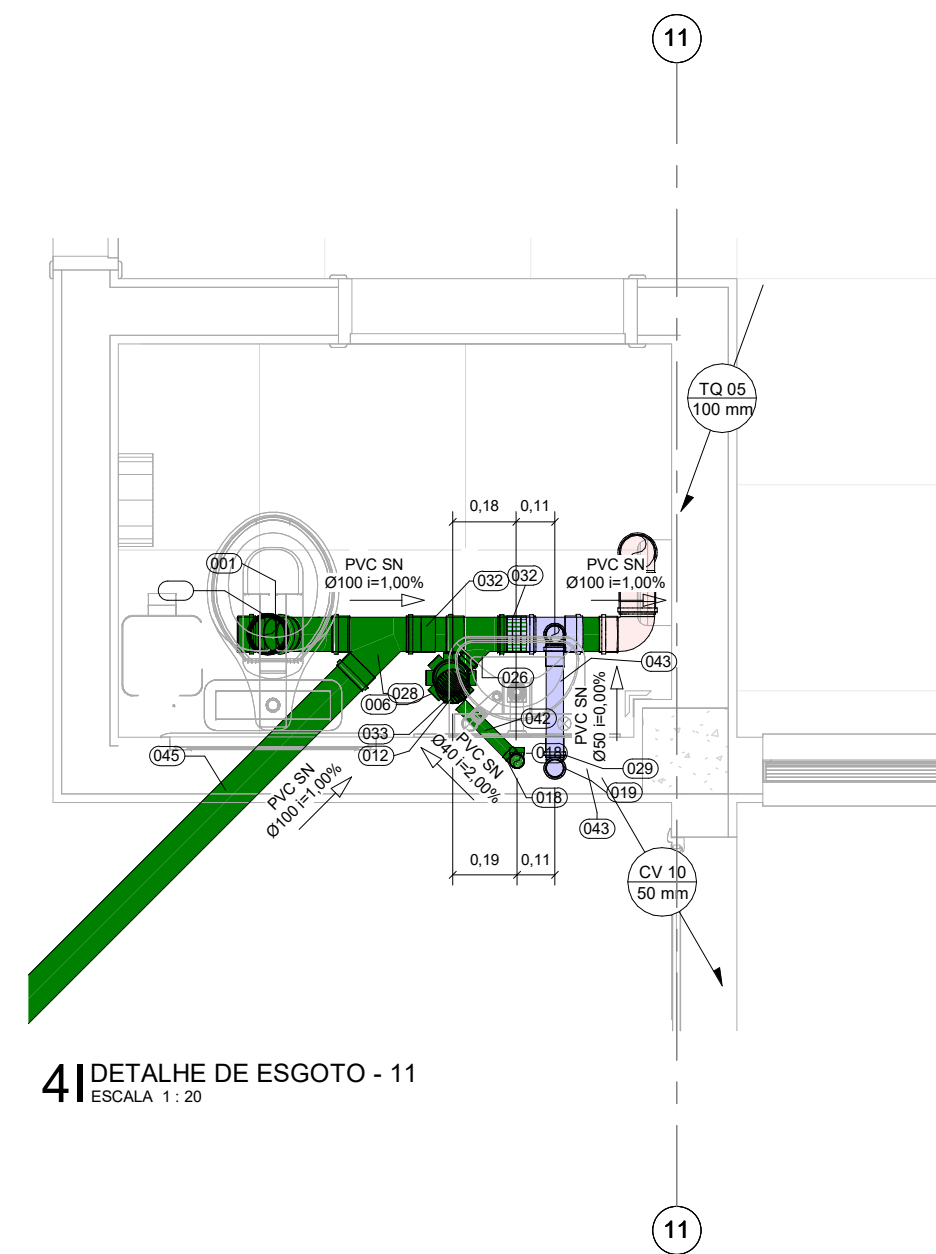 11
TQ 05
100 mm
0,18
0,11
001
PVC SN
Ø100 i=1,00%
032
032
PVC SN
Ø100 i=1,00%
043
026
006
028
042
033
012
PVC SN
Ø40 i=2,00%
PVC SN
Ø50 i=0,00%
045
PVC SN
Ø100 i=1,00%
029
018
019
043
0,19
0,11
CV 10
50 mm
4
DETALHE DE ESGOTO - 11
ESCALA 1 : 20
11